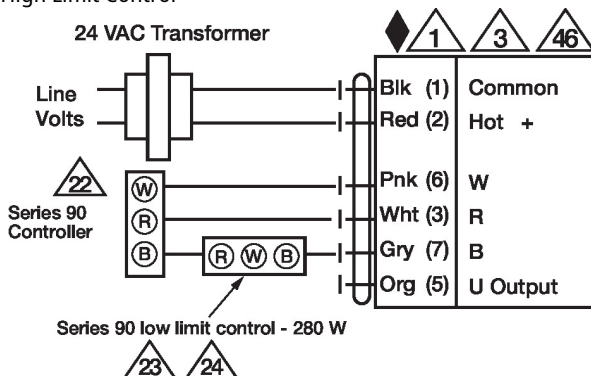 High Limit Control
24 VAC Transformer
1 3 46
Line
Volts
Blk (1) Common
Red (2) Hot +
22
Series 90
Controller
W
R
B
R W B
Pnk (6) W
Wht (3) R
Gry (7) B
Org (5) U Output
Series 90 low limit control - 280 W
23 24